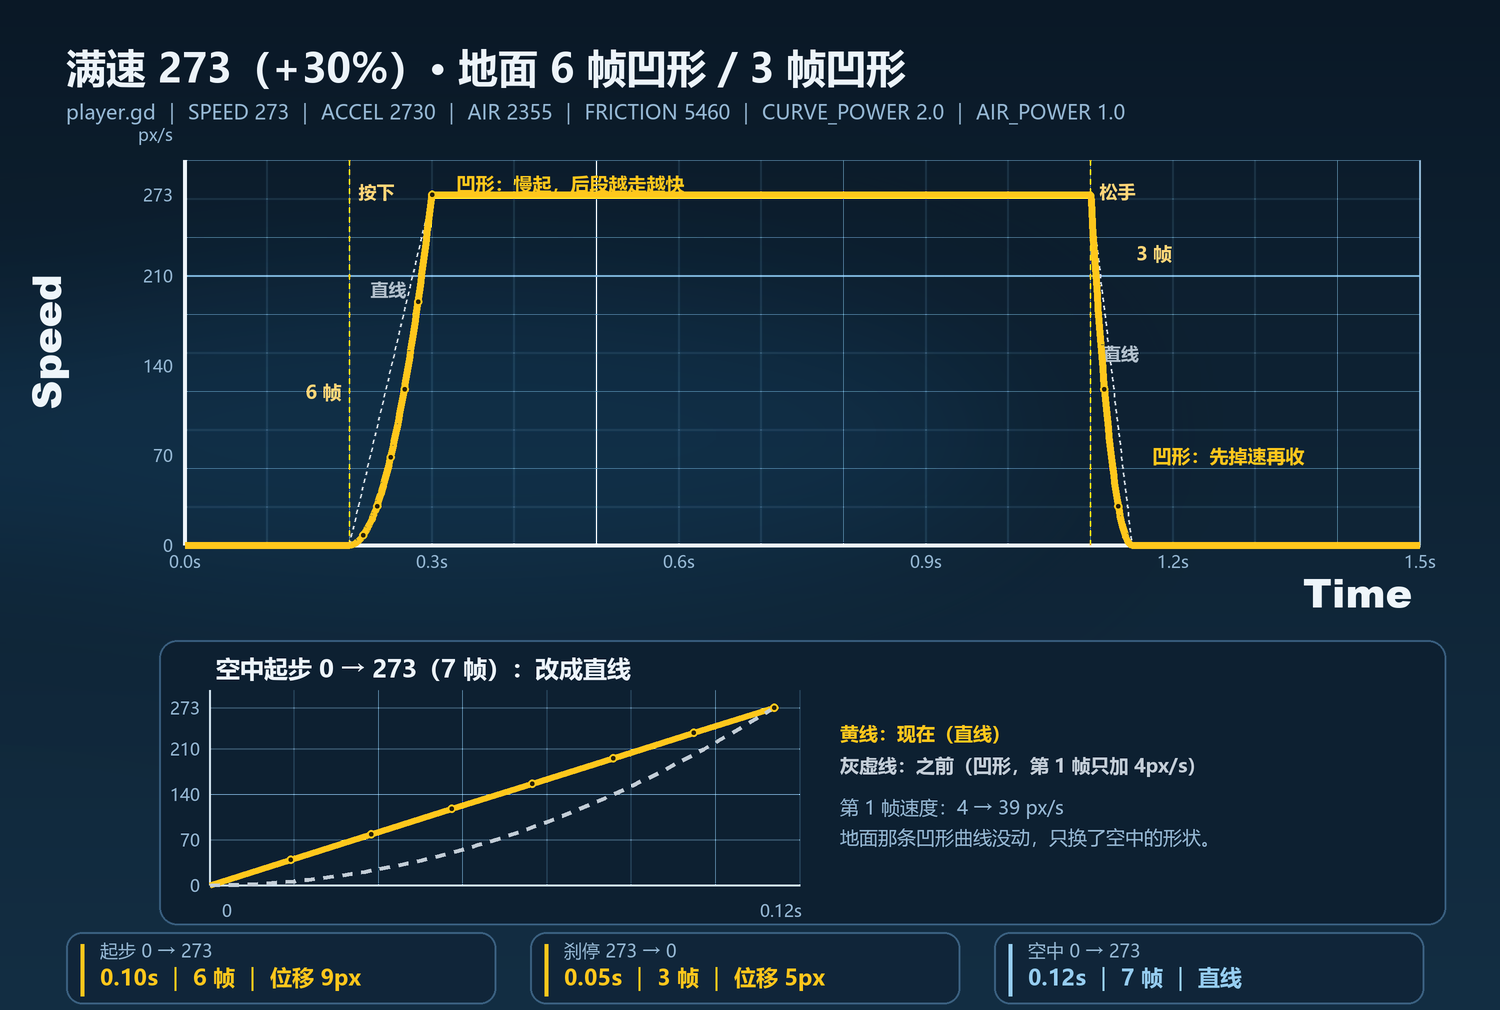 满速 273（+30%）• 地面 6 帧凹形 / 3 帧凹形
player.gd | SPEED 273 | ACCEL 2730 | AIR 2355 | FRICTION 5460 | CURVE_POWER 2.0 | AIR_POWER 1.0
px/s
按下
凹形：慢起，后段越走越快
松手
273
3 帧
210
直线
直线
140
6 帧
70
凹形：先掉速再收
0
Speed
0.0s 0.3s 0.6s 0.9s 1.2s 1.5s
Time
空中起步 0 → 273（7 帧）：改成直线
273
210
140
70
0
0 0.12s
黄线：现在（直线）
灰虚线：之前（凹形，第 1 帧只加 4px/s）
第 1 帧速度：4 → 39 px/s
地面那条凹形曲线没动，只换了空中的形状。
起步 0 → 273
0.10s | 6 帧 | 位移 9px
刹停 273 → 0
0.05s | 3 帧 | 位移 5px
空中 0 → 273
0.12s | 7 帧 | 直线